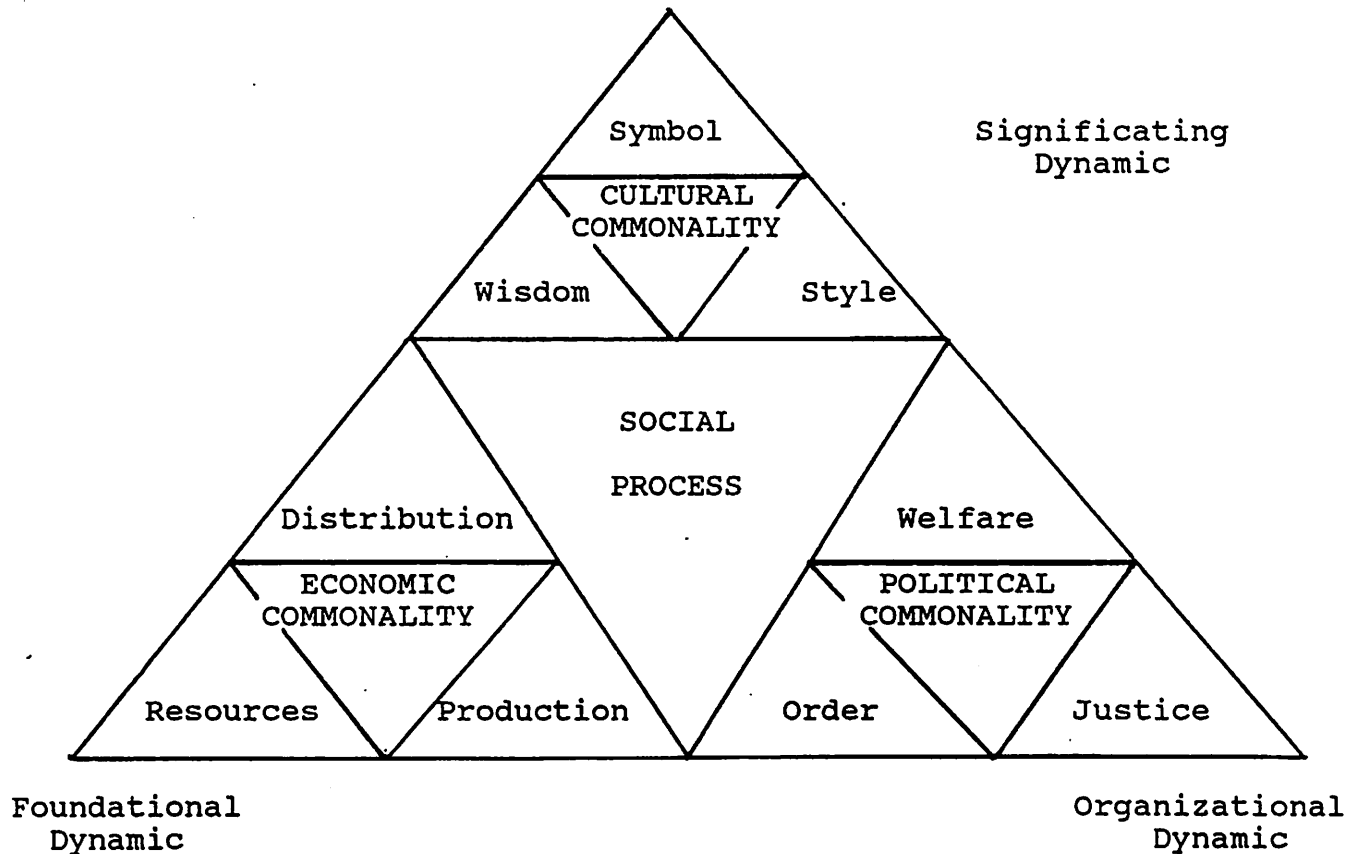 Symbol
Significating
Dynamic
CULTURAL
COMMONALITY
Wisdom
Style
SOCIAL
PROCESS
Distribution
Welfare
ECONOMIC
COMMONALITY
POLITICAL
COMMONALITY
Resources
Production
Order
Justice
Foundational
Dynamic
Organizational
Dynamic